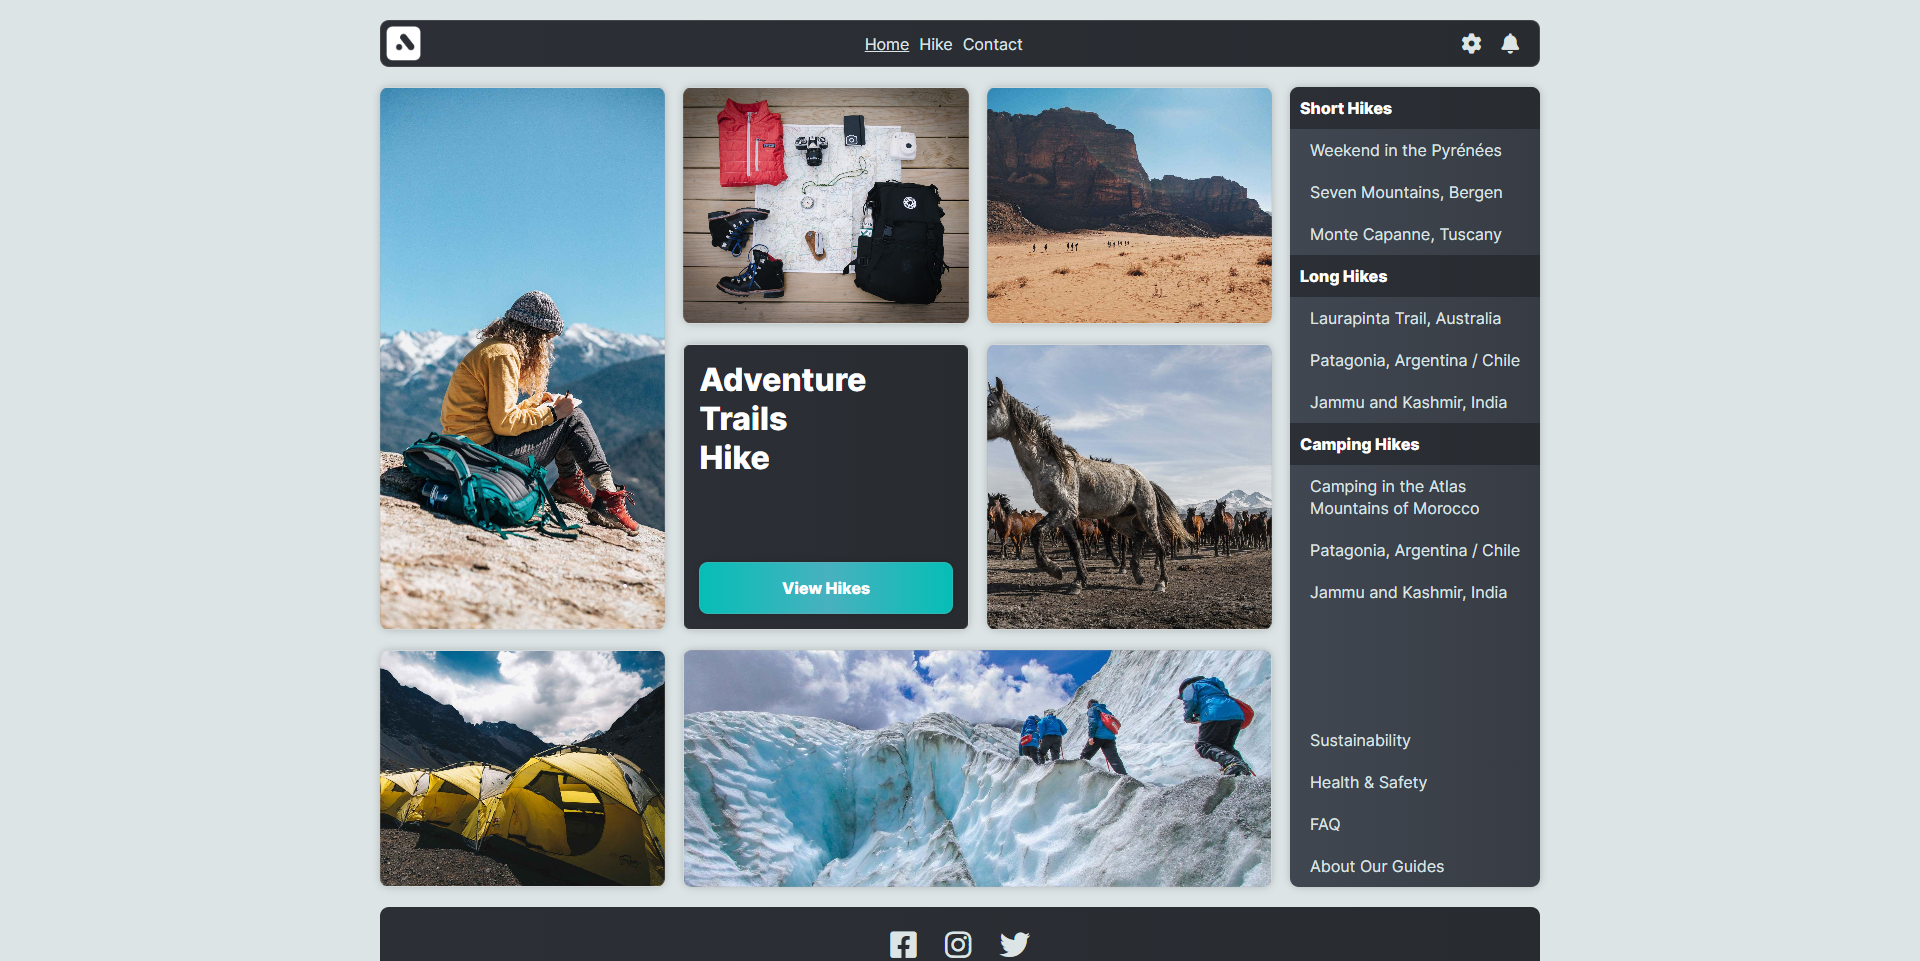 Home Hike Contact
Adventure
Trails
Hike
View Hikes
Short Hikes
Weekend in the Pyrénées
Seven Mountains, Bergen
Monte Capanne, Tuscany
Long Hikes
Laurapinta Trail, Australia
Patagonia, Argentina / Chile
Jammu and Kashmir, India
Camping Hikes
Camping in the Atlas
Mountains of Morocco
Patagonia, Argentina / Chile
Jammu and Kashmir, India
Sustainability
Health & Safety
FAQ
About Our Guides